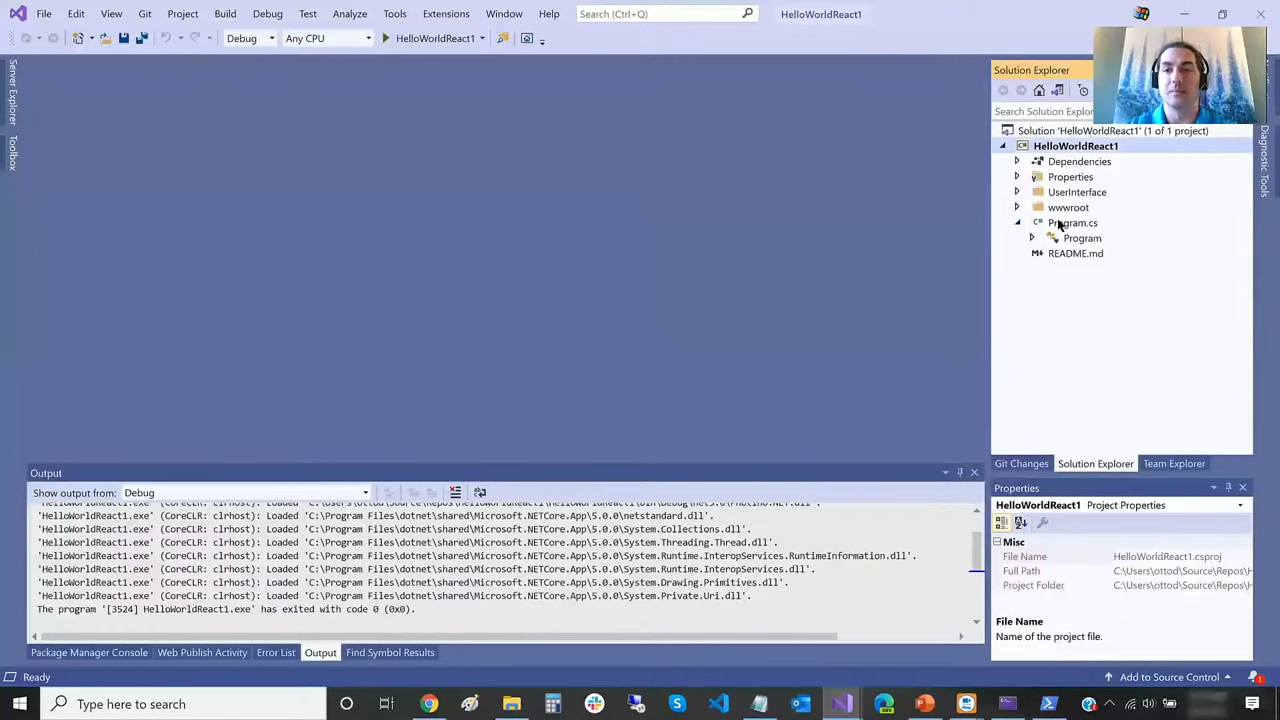 File Edit View Git Project Build Debug Test Analyze Tools Extensions Window Help Search (Ctrl+Q) HelloWorldReact1
Debug Any CPU HelloWorldReact1
Server Explorer
Toolbox
Solution Explorer
Search Solution Explor
Solution 'HelloWorldReact1' (1 of 1 project)
HelloWorldReact1
Dependencies
Properties
UserInterface
wwwroot
Program.cs
Program
README.md
Diagnostic Tools
Git Changes Solution Explorer Team Explorer
Output
Show output from: Debug
'HelloWorldReact1.exe' (CoreCLR: clrhost): Loaded 'C:\Program Files\dotnet\shared\Microsoft.NETCore.App\5.0.0\netstandard.dll'.
'HelloWorldReact1.exe' (CoreCLR: clrhost): Loaded 'C:\Program Files\dotnet\shared\Microsoft.NETCore.App\5.0.0\System.Collections.dll'.
'HelloWorldReact1.exe' (CoreCLR: clrhost): Loaded 'C:\Program Files\dotnet\shared\Microsoft.NETCore.App\5.0.0\System.Threading.Thread.dll'.
'HelloWorldReact1.exe' (CoreCLR: clrhost): Loaded 'C:\Program Files\dotnet\shared\Microsoft.NETCore.App\5.0.0\System.Runtime.InteropServices.RuntimeInformation.dll'.
'HelloWorldReact1.exe' (CoreCLR: clrhost): Loaded 'C:\Program Files\dotnet\shared\Microsoft.NETCore.App\5.0.0\System.Runtime.InteropServices.dll'.
'HelloWorldReact1.exe' (CoreCLR: clrhost): Loaded 'C:\Program Files\dotnet\shared\Microsoft.NETCore.App\5.0.0\System.Drawing.Primitives.dll'.
'HelloWorldReact1.exe' (CoreCLR: clrhost): Loaded 'C:\Program Files\dotnet\shared\Microsoft.NETCore.App\5.0.0\System.Private.Uri.dll'.
The program '[3524] HelloWorldReact1.exe' has exited with code 0 (0x0).
Properties
HelloWorldReact1 Project Properties
Misc
File Name HelloWorldReact1.csproj
Full Path C:\Users\ottod\Source\Repos\H
Project Folder C:\Users\ottod\Source\Repos\H
File Name
Name of the project file.
Package Manager Console Web Publish Activity Error List Output Find Symbol Results
Ready Add to Source Control 1
Type here to search